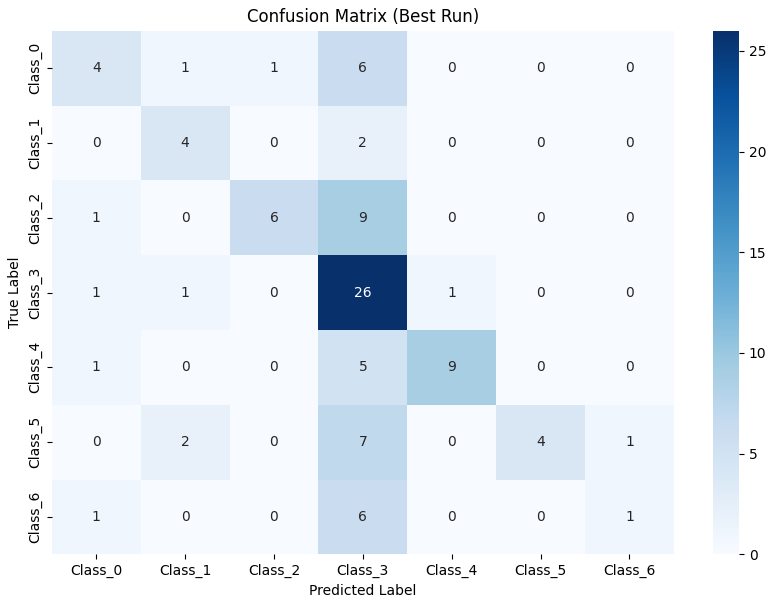 Confusion Matrix (Best Run)
True Label
Class_0 4 1 1 6 0 0 0
Class_1 0 4 0 2 0 0 0
Class_2 1 0 6 9 0 0 0
Class_3 1 1 0 26 1 0 0
Class_4 1 0 0 5 9 0 0
Class_5 0 2 0 7 0 4 1
Class_6 1 0 0 6 0 0 1
Class_0 Class_1 Class_2 Class_3 Class_4 Class_5 Class_6
Predicted Label
25
20
15
10
5
0